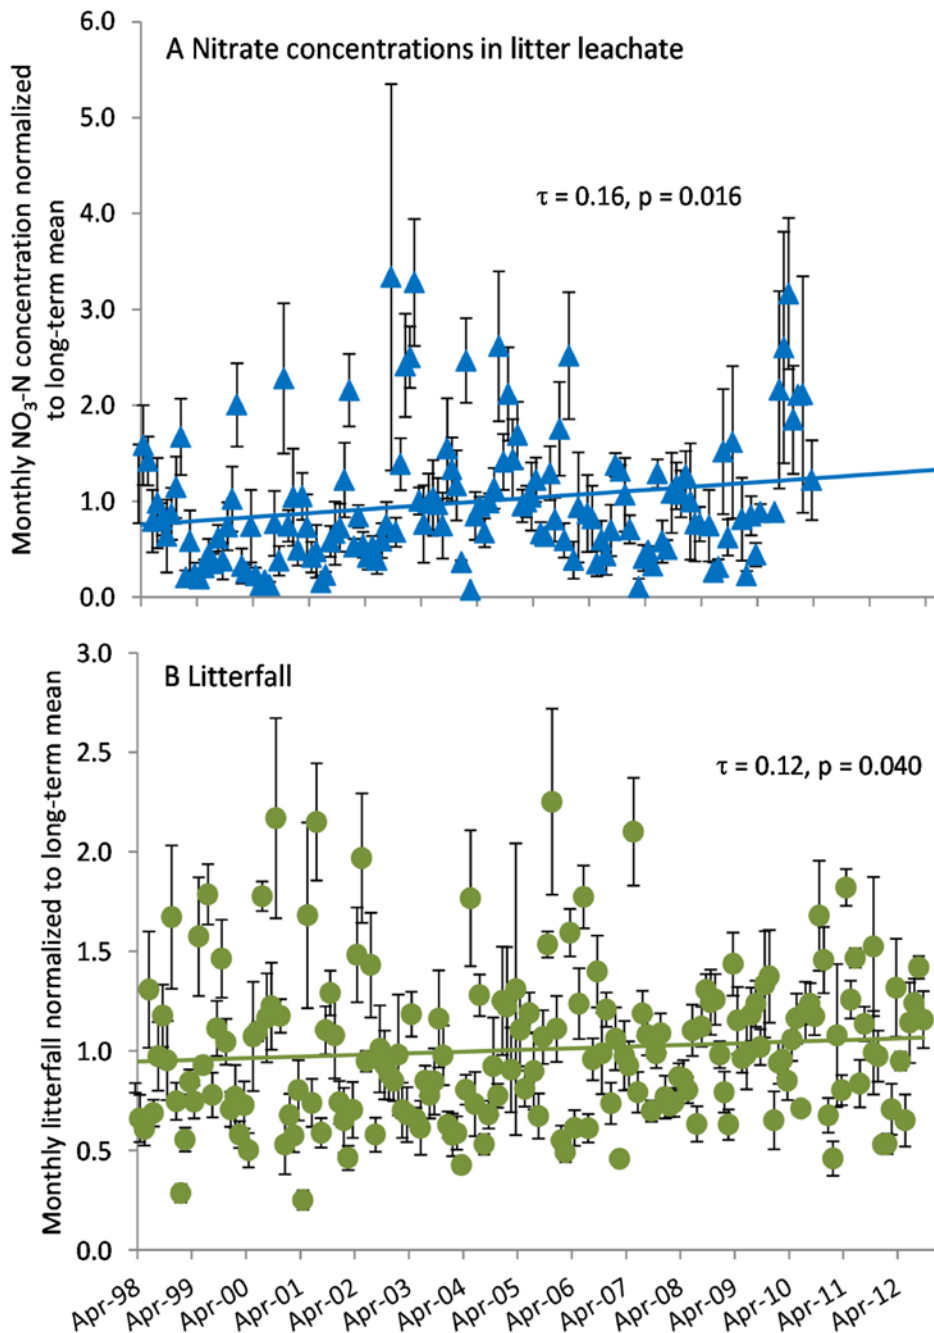 A Nitrate concentrations in litter leachate
Monthly NO₃-N concentration normalized
to long-term mean
6.0
5.0
4.0
3.0
2.0
1.0
0.0
τ = 0.16, p = 0.016
B Litterfall
Monthly litterfall normalized to long-term mean
3.0
2.5
2.0
1.5
1.0
0.5
0.0
τ = 0.12, p = 0.040
Apr-98
Apr-99
Apr-00
Apr-01
Apr-02
Apr-03
Apr-04
Apr-05
Apr-06
Apr-07
Apr-08
Apr-09
Apr-10
Apr-11
Apr-12